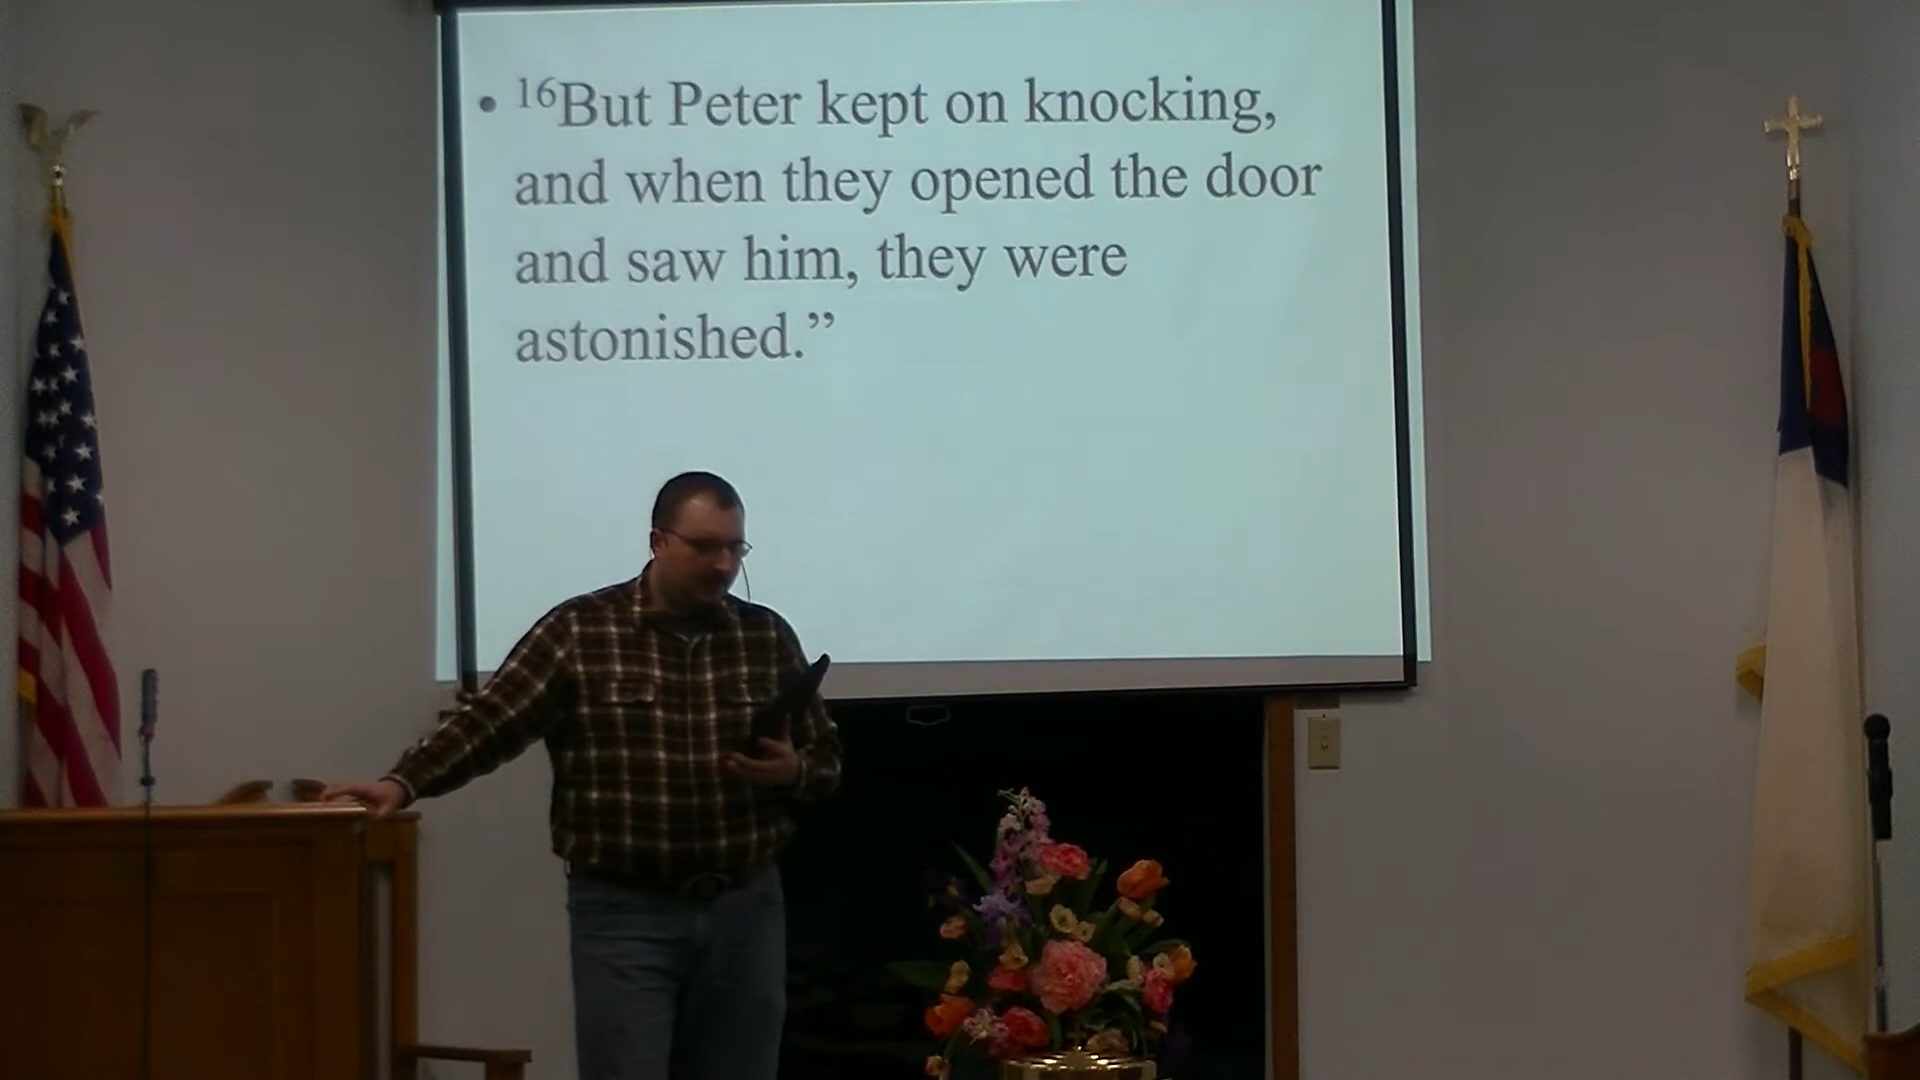 • ¹⁶But Peter kept on knocking,
and when they opened the door
and saw him, they were
astonished.”